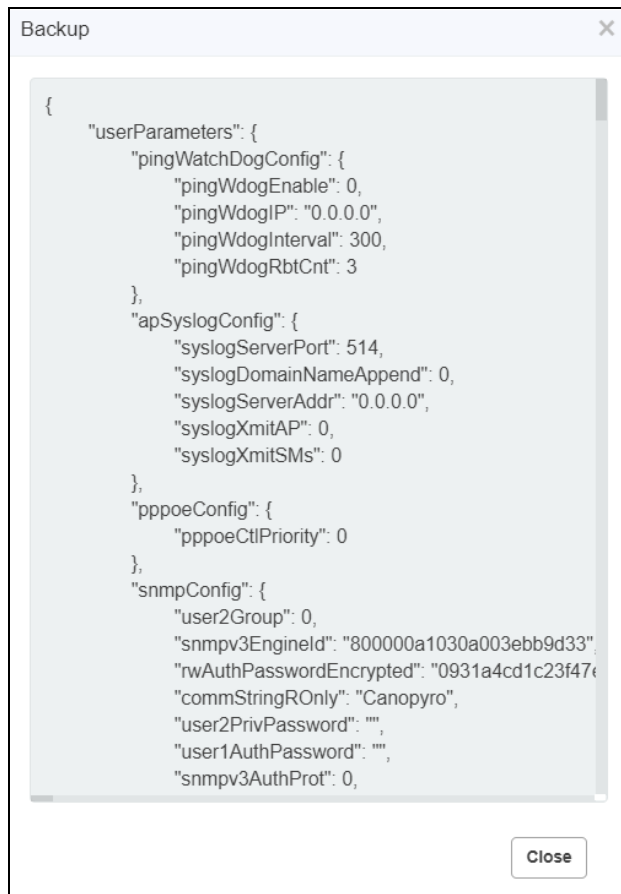 Backup ×
{
"userParameters": {
"pingWatchDogConfig": {
"pingWdogEnable": 0,
"pingWdogIP": "0.0.0.0",
"pingWdogInterval": 300,
"pingWdogRbtCnt": 3
},
"apSyslogConfig": {
"syslogServerPort": 514,
"syslogDomainNameAppend": 0,
"syslogServerAddr": "0.0.0.0",
"syslogXmitAP": 0,
"syslogXmitSMs": 0
},
"pppoeConfig": {
"pppoeCtlPriority": 0
},
"snmpConfig": {
"user2Group": 0,
"snmpv3EngineId": "800000a1030a003ebb9d33",
"rwAuthPasswordEncrypted": "0931a4cd1c23f47e
"commStringROnly": "Canopyro",
"user2PrivPassword": "",
"user1AuthPassword": "",
"snmpv3AuthProt": 0,
Close